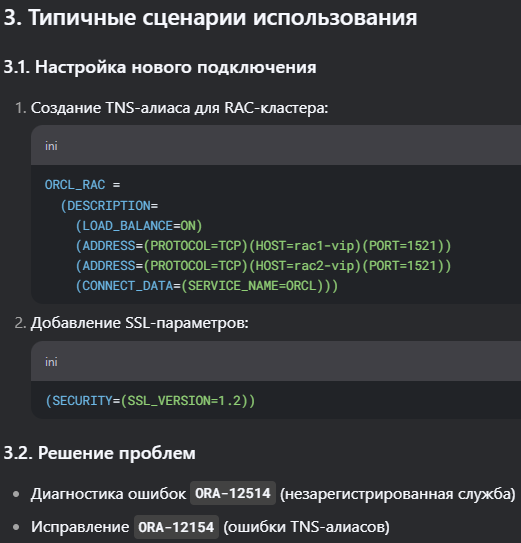 3. Типичные сценарии использования
3.1. Настройка нового подключения
1. Создание TNS-алиаса для RAC-кластера:
ini
ORCL_RAC =
  (DESCRIPTION=
    (LOAD_BALANCE=ON)
    (ADDRESS=(PROTOCOL=TCP)(HOST=rac1-vip)(PORT=1521))
    (ADDRESS=(PROTOCOL=TCP)(HOST=rac2-vip)(PORT=1521))
    (CONNECT_DATA=(SERVICE_NAME=ORCL)))
2. Добавление SSL-параметров:
ini
(SECURITY=(SSL_VERSION=1.2))
3.2. Решение проблем
• Диагностика ошибок ORA-12514 (незарегистрированная служба)
• Исправление ORA-12154 (ошибки TNS-алиасов)